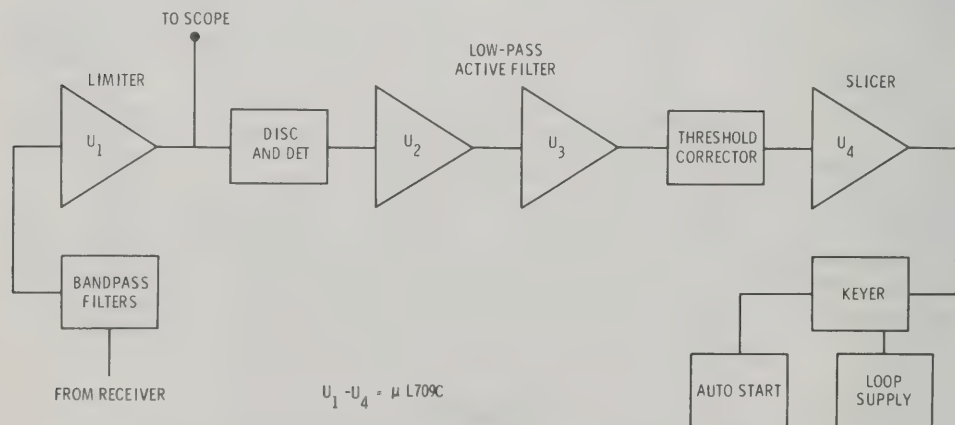 TO SCOPE
LIMITER
LOW-PASS
ACTIVE FILTER
SLICER
U1
DISC
AND DET
U2
U3
THRESHOLD
CORRECTOR
U4
BANDPASS
FILTERS
KEYER
FROM RECEIVER
U1 -U4 = μ L709C
AUTO START
LOOP
SUPPLY